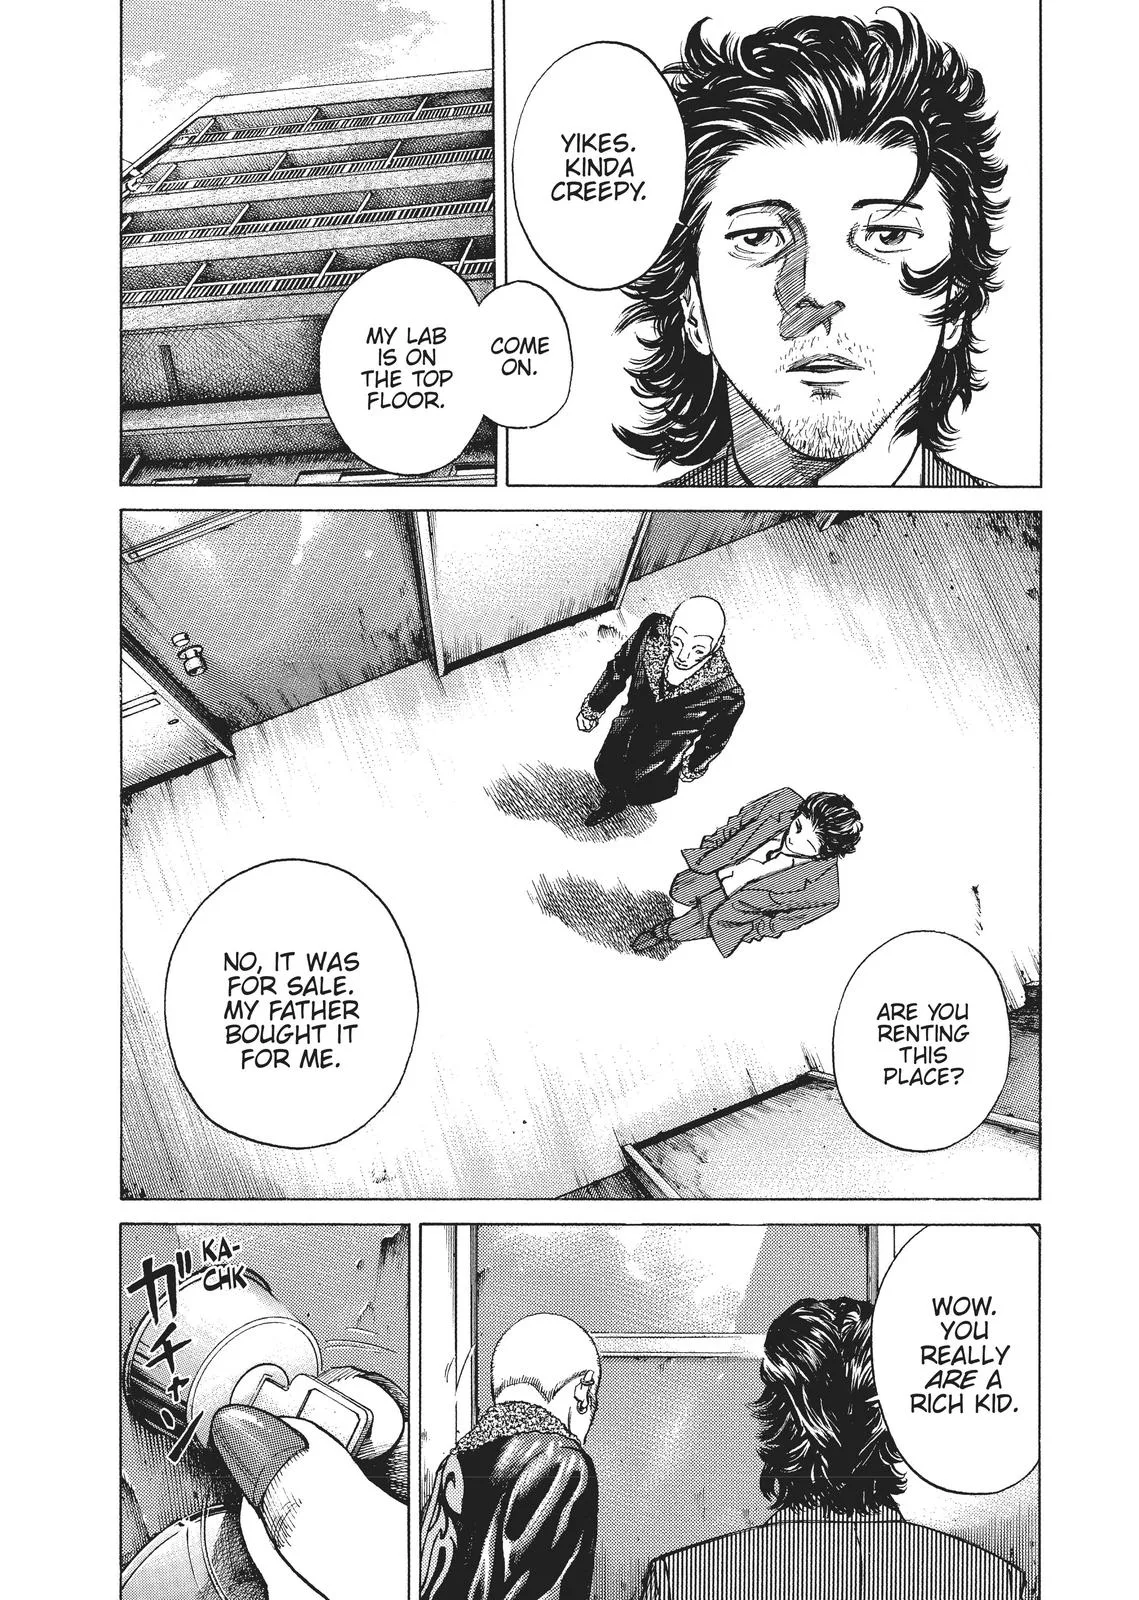 YIKES.
KINDA
CREEPY.
COME
ON.
MY LAB
IS ON
THE TOP
FLOOR.
ARE YOU
RENTING
THIS
PLACE?
NO, IT WAS
FOR SALE.
MY FATHER
BOUGHT IT
FOR ME.
WOW.
YOU
REALLY
ARE A
RICH KID.
KA-
CHK
ガチャ